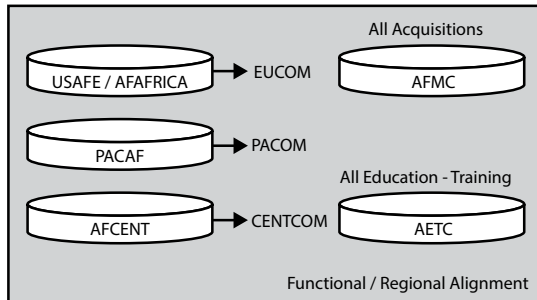 All Acquisitions
USAFE / AFAFRICA
EUCOM
AFMC
PACAF
PACOM
All Education - Training
AFCENT
CENTCOM
AETC
Functional / Regional Alignment